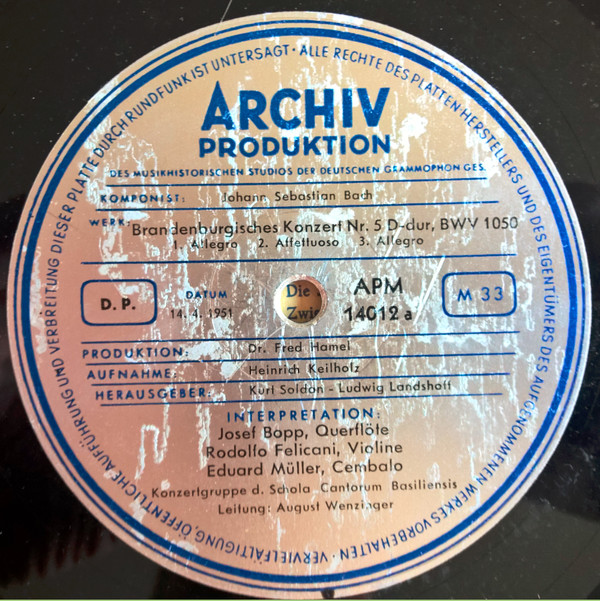 VERVIELFÄLTIGUNG, ÖFFENTLICHE AUFFÜHRUNG UND VERBREITUNG DIESER PLATTE DURCH RUNDFUNK IST UNTERSAGT · ALLE RECHTE DES PLATTENHERSTELLERS UND DES EIGENTÜMERS DES AUFGENOMMENEN WERKES VORBEHALTEN ·
ARCHIV
PRODUKTION
DES MUSIKHISTORISCHEN STUDIOS DER DEUTSCHEN GRAMMOPHON GES.
KOMPONIST: Johann Sebastian Bach
WERK: Brandenburgisches Konzert Nr. 5 D-dur, BWV 1050
1. Allegro 2. Affettuoso 3. Allegro
D. P.
DATUM
14. 4. 1951
Die
APM
14012 a
M 33
PRODUKTION: Dr. Fred Hamel
AUFNAHME: Heinrich Keilholz
HERAUSGEBER: Kurt Soldan - Ludwig Landshoff
INTERPRETATION:
Josef Bopp, Querflöte
Rodolfo Felicani, Violine
Eduard Müller, Cembalo
Konzertgruppe d. Schola Cantorum Basiliensis
Leitung: August Wenzinger